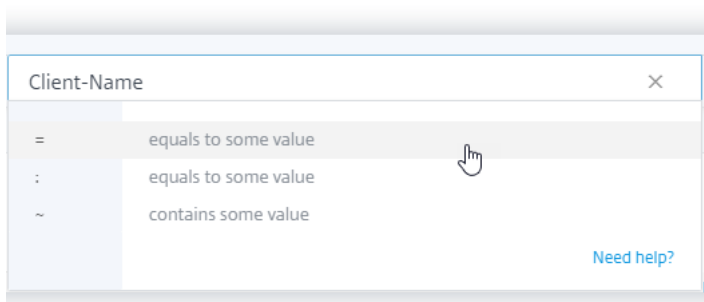 Client-Name ×
= equals to some value
: equals to some value
~ contains some value
Need help?